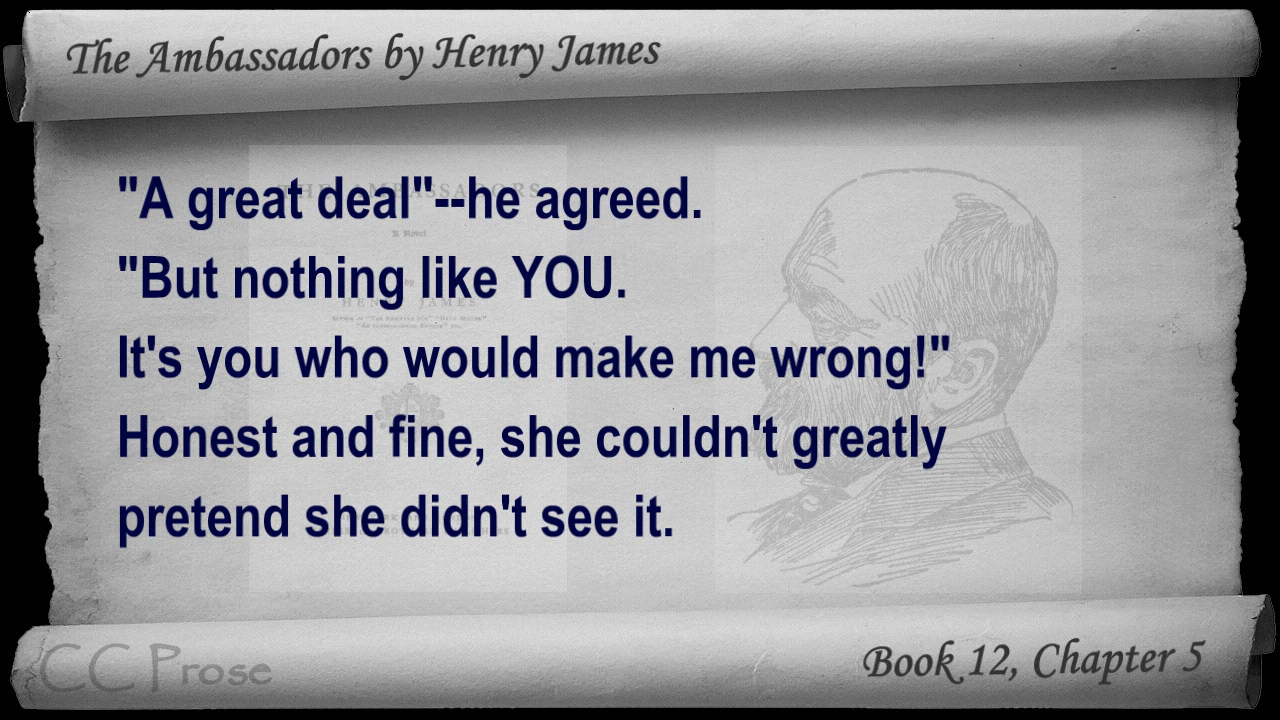 The Ambassadors by Henry James
"A great deal"--he agreed.
"But nothing like YOU.
It's you who would make me wrong!"
Honest and fine, she couldn't greatly
pretend she didn't see it.
CC Prose
Book 12, Chapter 5